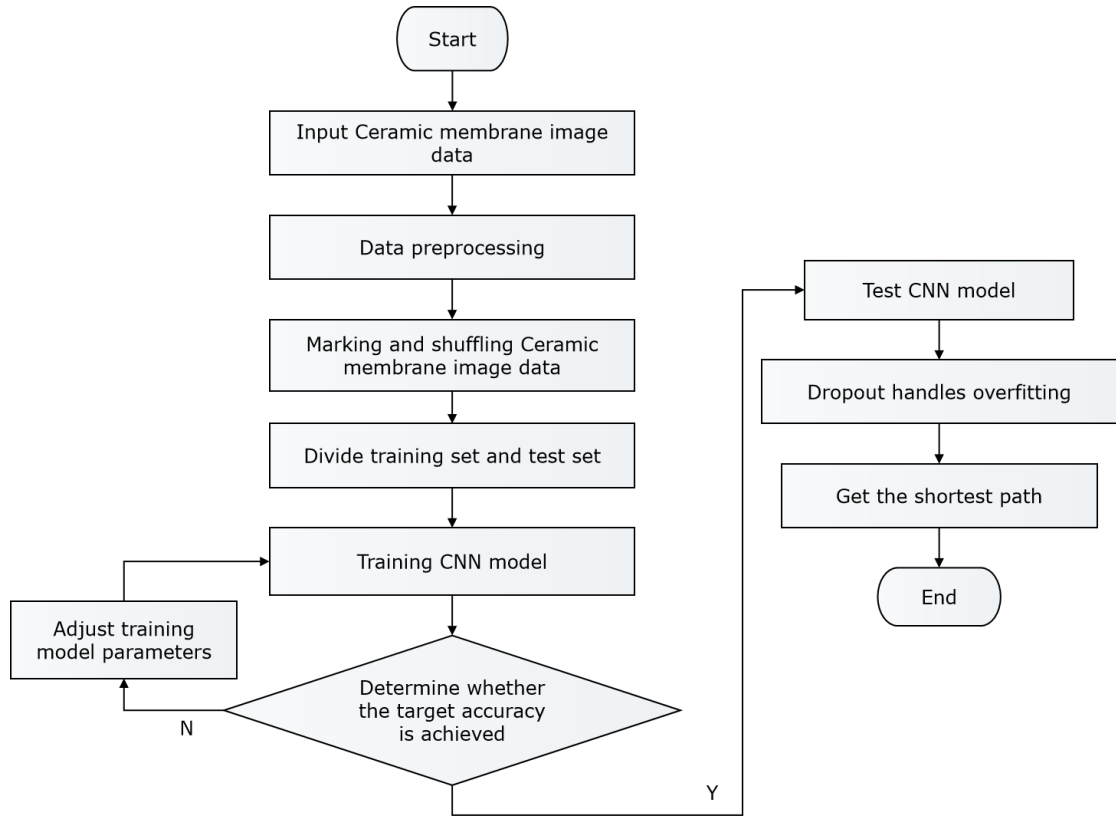 Start
Input Ceramic membrane image
data
Data preprocessing
Marking and shuffling Ceramic
membrane image data
Divide training set and test set
Training CNN model
Adjust training
model parameters
Determine whether
the target accuracy
is achieved
N
Y
Test CNN model
Dropout handles overfitting
Get the shortest path
End